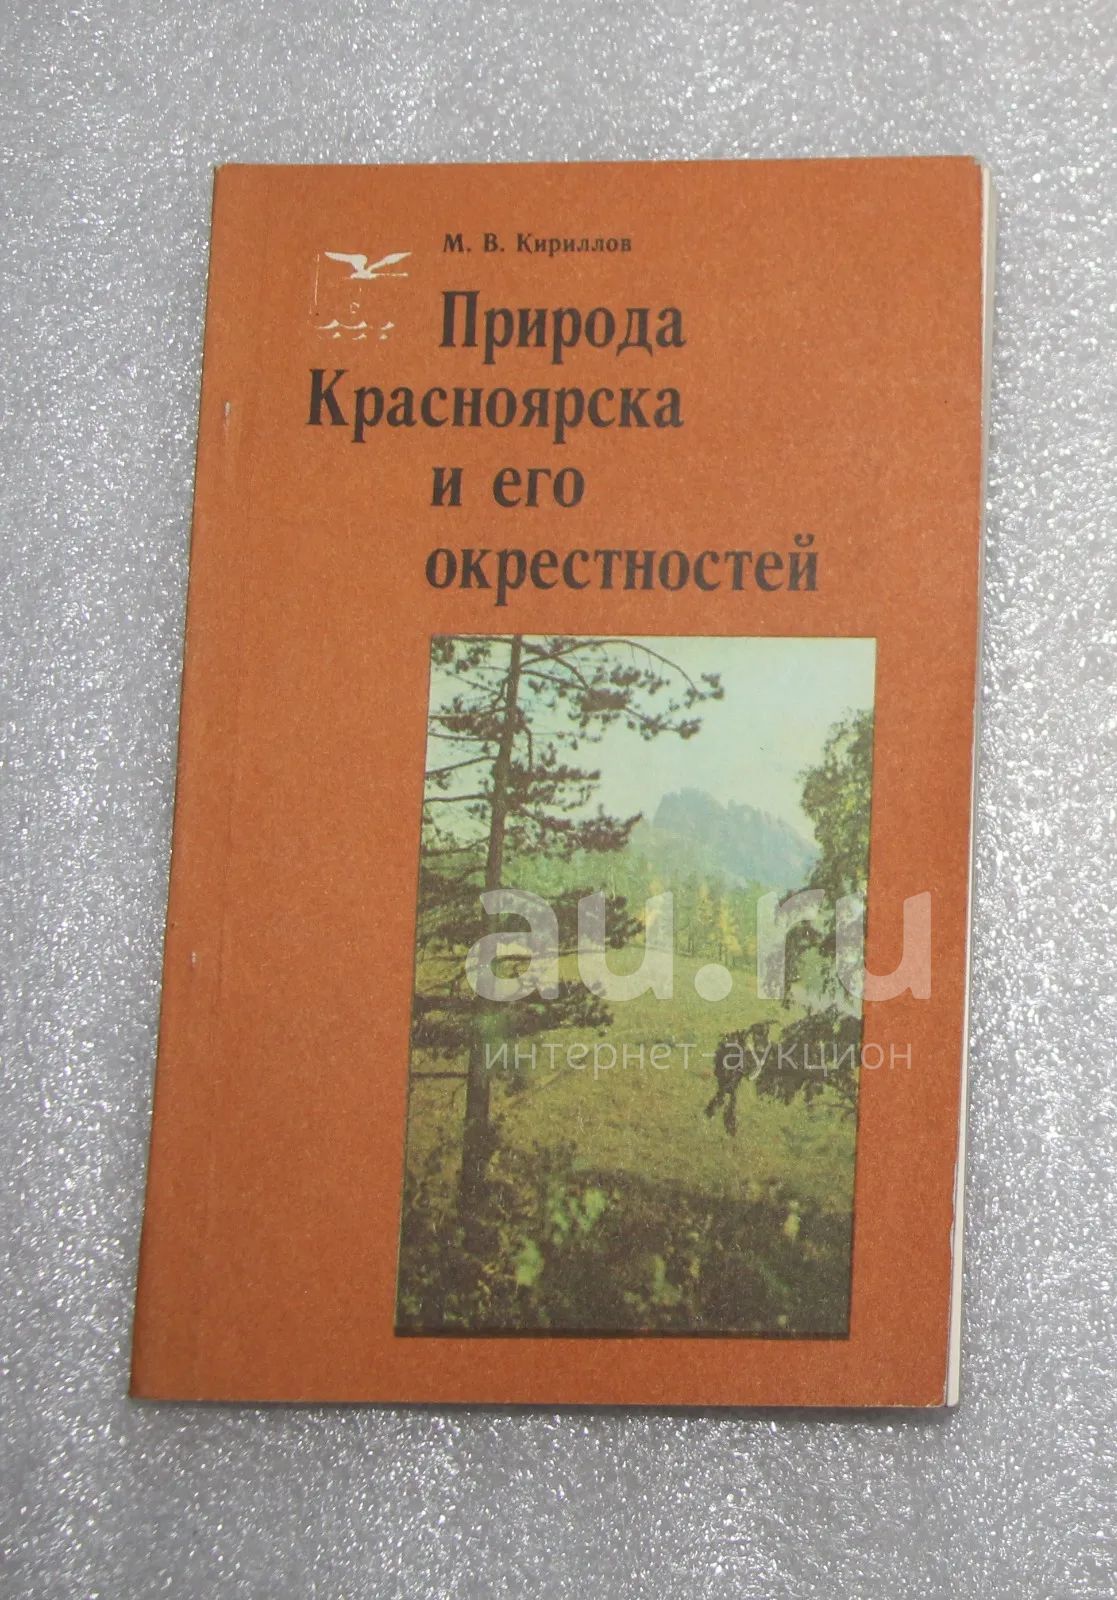 М. В. Кириллов
Природа
Красноярска
и его
окрестностей
au.ru
интернет-аукцион